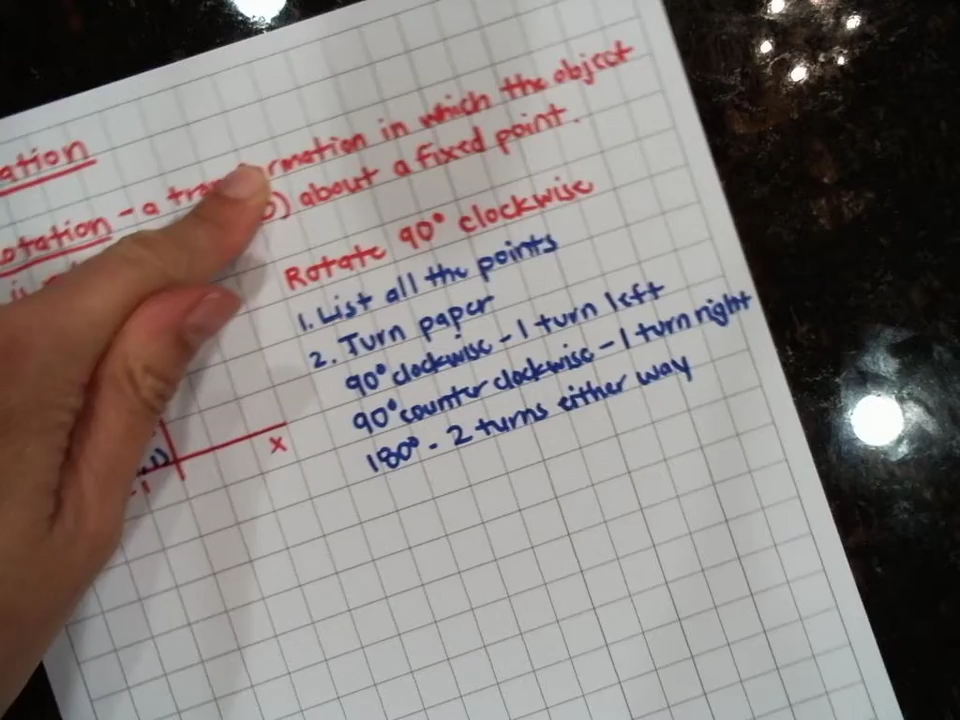 ation
otation - a tra rmation in which the object
) about a fixed point.
Rotate 90° clockwise
1. List all the points
2. Turn paper
90° clockwise - 1 turn left
90° counter clockwise - 1 turn right
180° - 2 turns either way
x